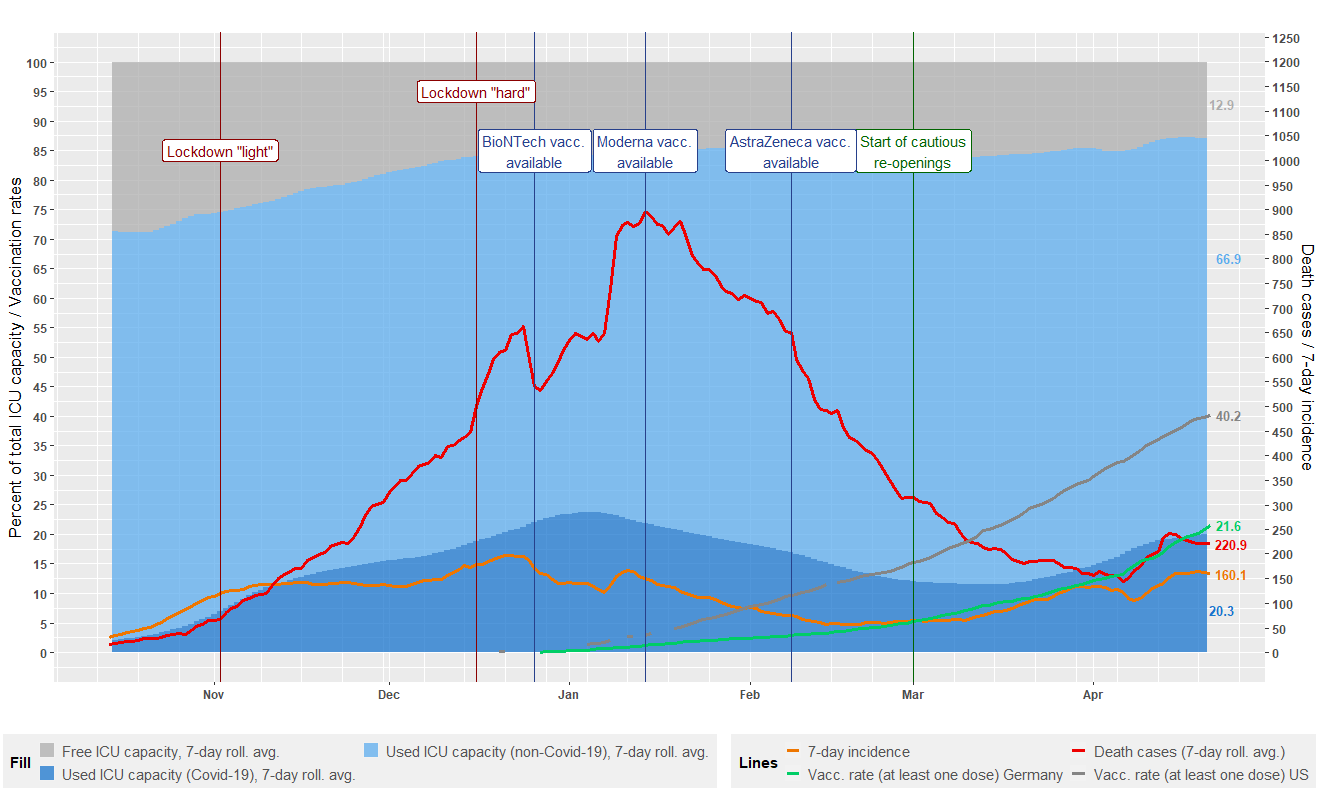 Percent of total ICU capacity / Vaccination rates
100
95
90
85
80
75
70
65
60
55
50
45
40
35
30
25
20
15
10
5
0
Lockdown "light"
Lockdown "hard"
BioNTech vacc.
available
Moderna vacc.
available
AstraZeneca vacc.
available
Start of cautious
re-openings
12.9
66.9
40.2
21.6
220.9
160.1
20.3
1250
1200
1150
1100
1050
1000
950
900
850
800
750
700
650
600
550
500
450
400
350
300
250
200
150
100
50
0
Death cases / 7-day incidence
Nov Dec Jan Feb Mar Apr
Fill
Free ICU capacity, 7-day roll. avg.
Used ICU capacity (Covid-19), 7-day roll. avg.
Used ICU capacity (non-Covid-19), 7-day roll. avg.
Lines
7-day incidence
Vacc. rate (at least one dose) Germany
Death cases (7-day roll. avg.)
Vacc. rate (at least one dose) US